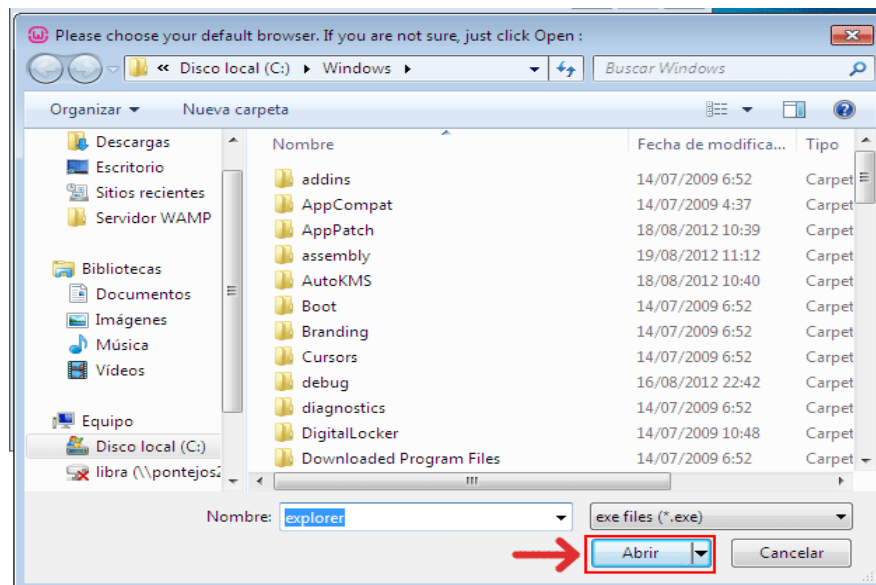 Please choose your default browser. If you are not sure, just click Open :
« Disco local (C:) ▸ Windows ▸ Buscar Windows
Organizar Nueva carpeta
Nombre Fecha de modifica... Tipo
Descargas
Escritorio
Sitios recientes
Servidor WAMP
Bibliotecas
Documentos
Imágenes
Música
Vídeos
Equipo
Disco local (C:)
libra (\\pontejos2
addins 14/07/2009 6:52 Carpet
AppCompat 14/07/2009 4:37 Carpet
AppPatch 18/08/2012 10:39 Carpet
assembly 19/08/2012 11:12 Carpet
AutoKMS 18/08/2012 10:40 Carpet
Boot 14/07/2009 6:52 Carpet
Branding 14/07/2009 6:52 Carpet
Cursors 14/07/2009 6:52 Carpet
debug 16/08/2012 22:42 Carpet
diagnostics 14/07/2009 6:52 Carpet
DigitalLocker 14/07/2009 10:48 Carpet
Downloaded Program Files 14/07/2009 6:52 Carpet
Nombre: explorer exe files (*.exe)
Abrir Cancelar